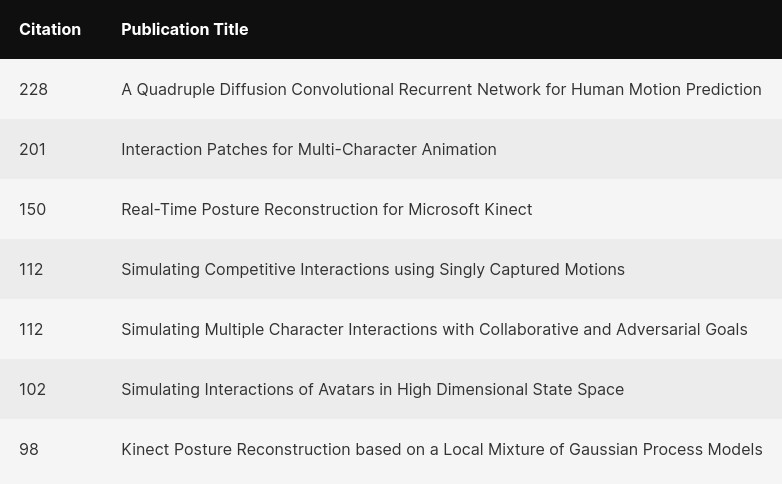 Citation Publication Title
228 A Quadruple Diffusion Convolutional Recurrent Network for Human Motion Prediction
201 Interaction Patches for Multi-Character Animation
150 Real-Time Posture Reconstruction for Microsoft Kinect
112 Simulating Competitive Interactions using Singly Captured Motions
112 Simulating Multiple Character Interactions with Collaborative and Adversarial Goals
102 Simulating Interactions of Avatars in High Dimensional State Space
98 Kinect Posture Reconstruction based on a Local Mixture of Gaussian Process Models